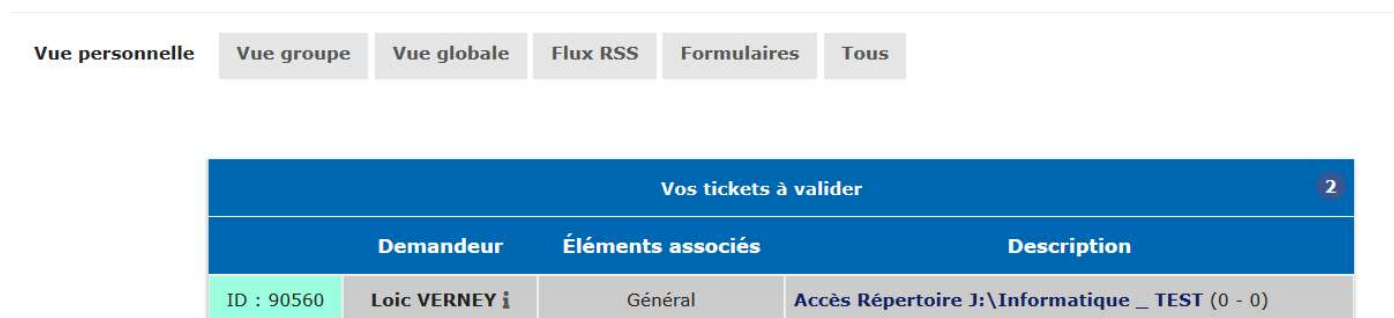 Vue personnelle Vue groupe Vue globale Flux RSS Formulaires Tous
Vos tickets à valider 2
Demandeur Éléments associés Description
ID : 90560 Loic VERNEY i Général Accès Répertoire J:\Informatique _ TEST (0 - 0)